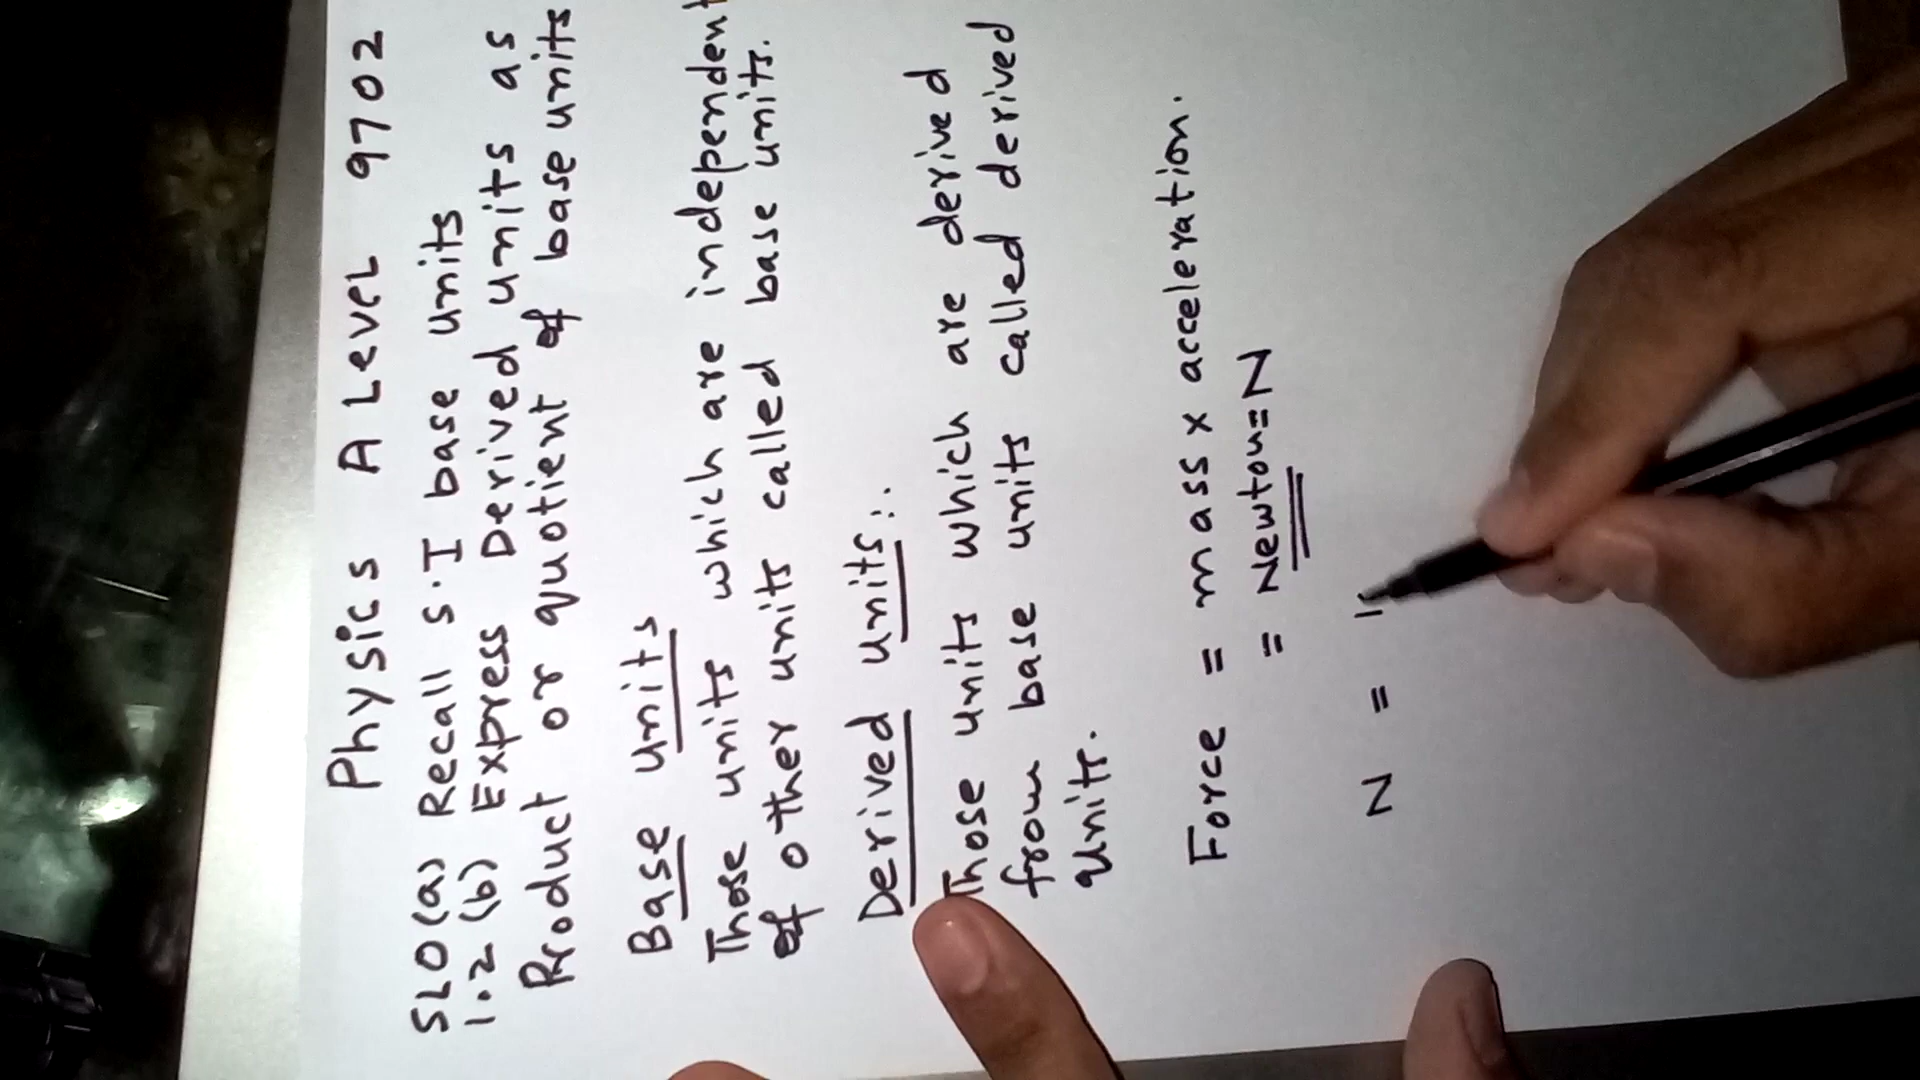 Physics A Level 9702
SLO (a) Recall S.I base units
1.2 (b) Express Derived units as
Product or quotient of base units
Base units
Those units which are independent
of other units called base units.
Derived units:.
Those units which are derived
from base units called derived
units.
Force = mass x acceleration.
= Newton = N
N =